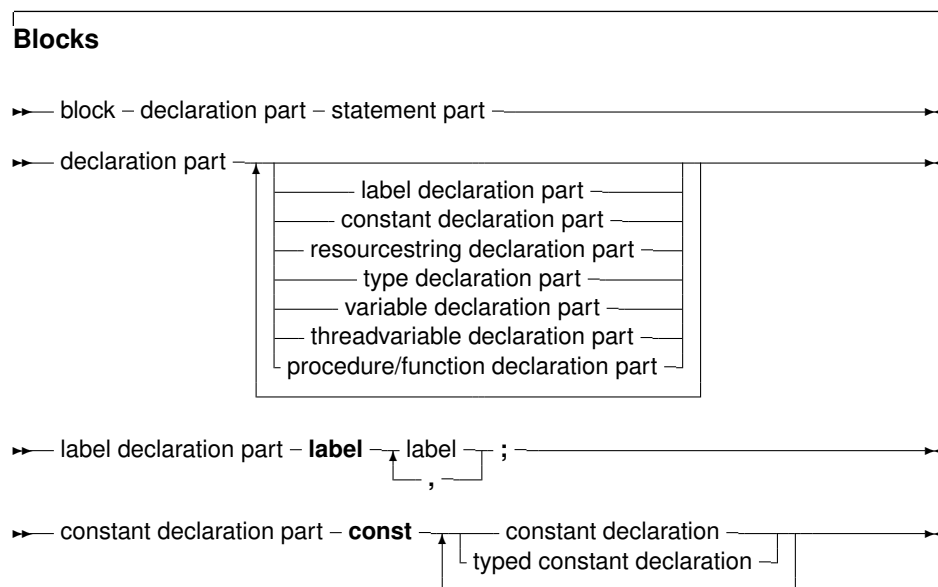 Blocks
block declaration part statement part
declaration part
label declaration part
constant declaration part
resourcestring declaration part
type declaration part
variable declaration part
threadvariable declaration part
procedure/function declaration part
label declaration part label label ;
,
constant declaration part const constant declaration
typed constant declaration